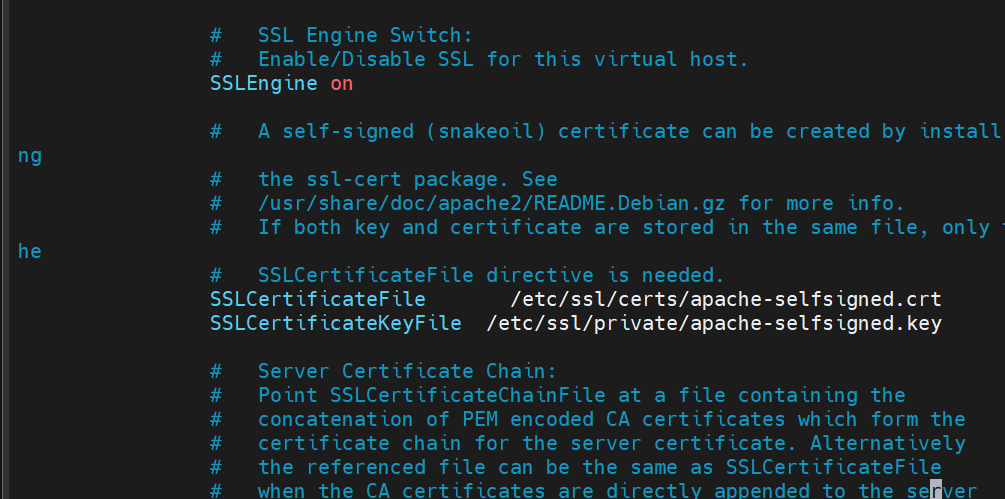 #   SSL Engine Switch:
#   Enable/Disable SSL for this virtual host.
SSLEngine on
#   A self-signed (snakeoil) certificate can be created by install
ng
#   the ssl-cert package. See
#   /usr/share/doc/apache2/README.Debian.gz for more info.
#   If both key and certificate are stored in the same file, only
he
#   SSLCertificateFile directive is needed.
SSLCertificateFile       /etc/ssl/certs/apache-selfsigned.crt
SSLCertificateKeyFile  /etc/ssl/private/apache-selfsigned.key
#   Server Certificate Chain:
#   Point SSLCertificateChainFile at a file containing the
#   concatenation of PEM encoded CA certificates which form the
#   certificate chain for the server certificate. Alternatively
#   the referenced file can be the same as SSLCertificateFile
#   when the CA certificates are directly appended to the server